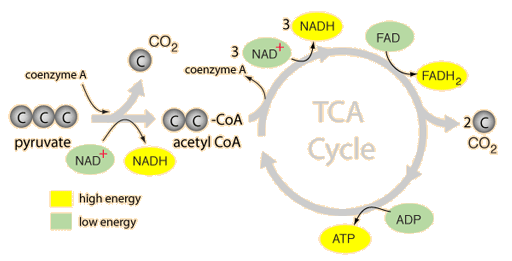 CO2
C
coenzyme A
C C C
pyruvate
NAD+
NADH
C C -CoA
acetyl CoA
coenzyme A
3 NAD+
3 NADH
FAD
FADH2
TCA
Cycle
2 C
CO2
ADP
ATP
high energy
low energy